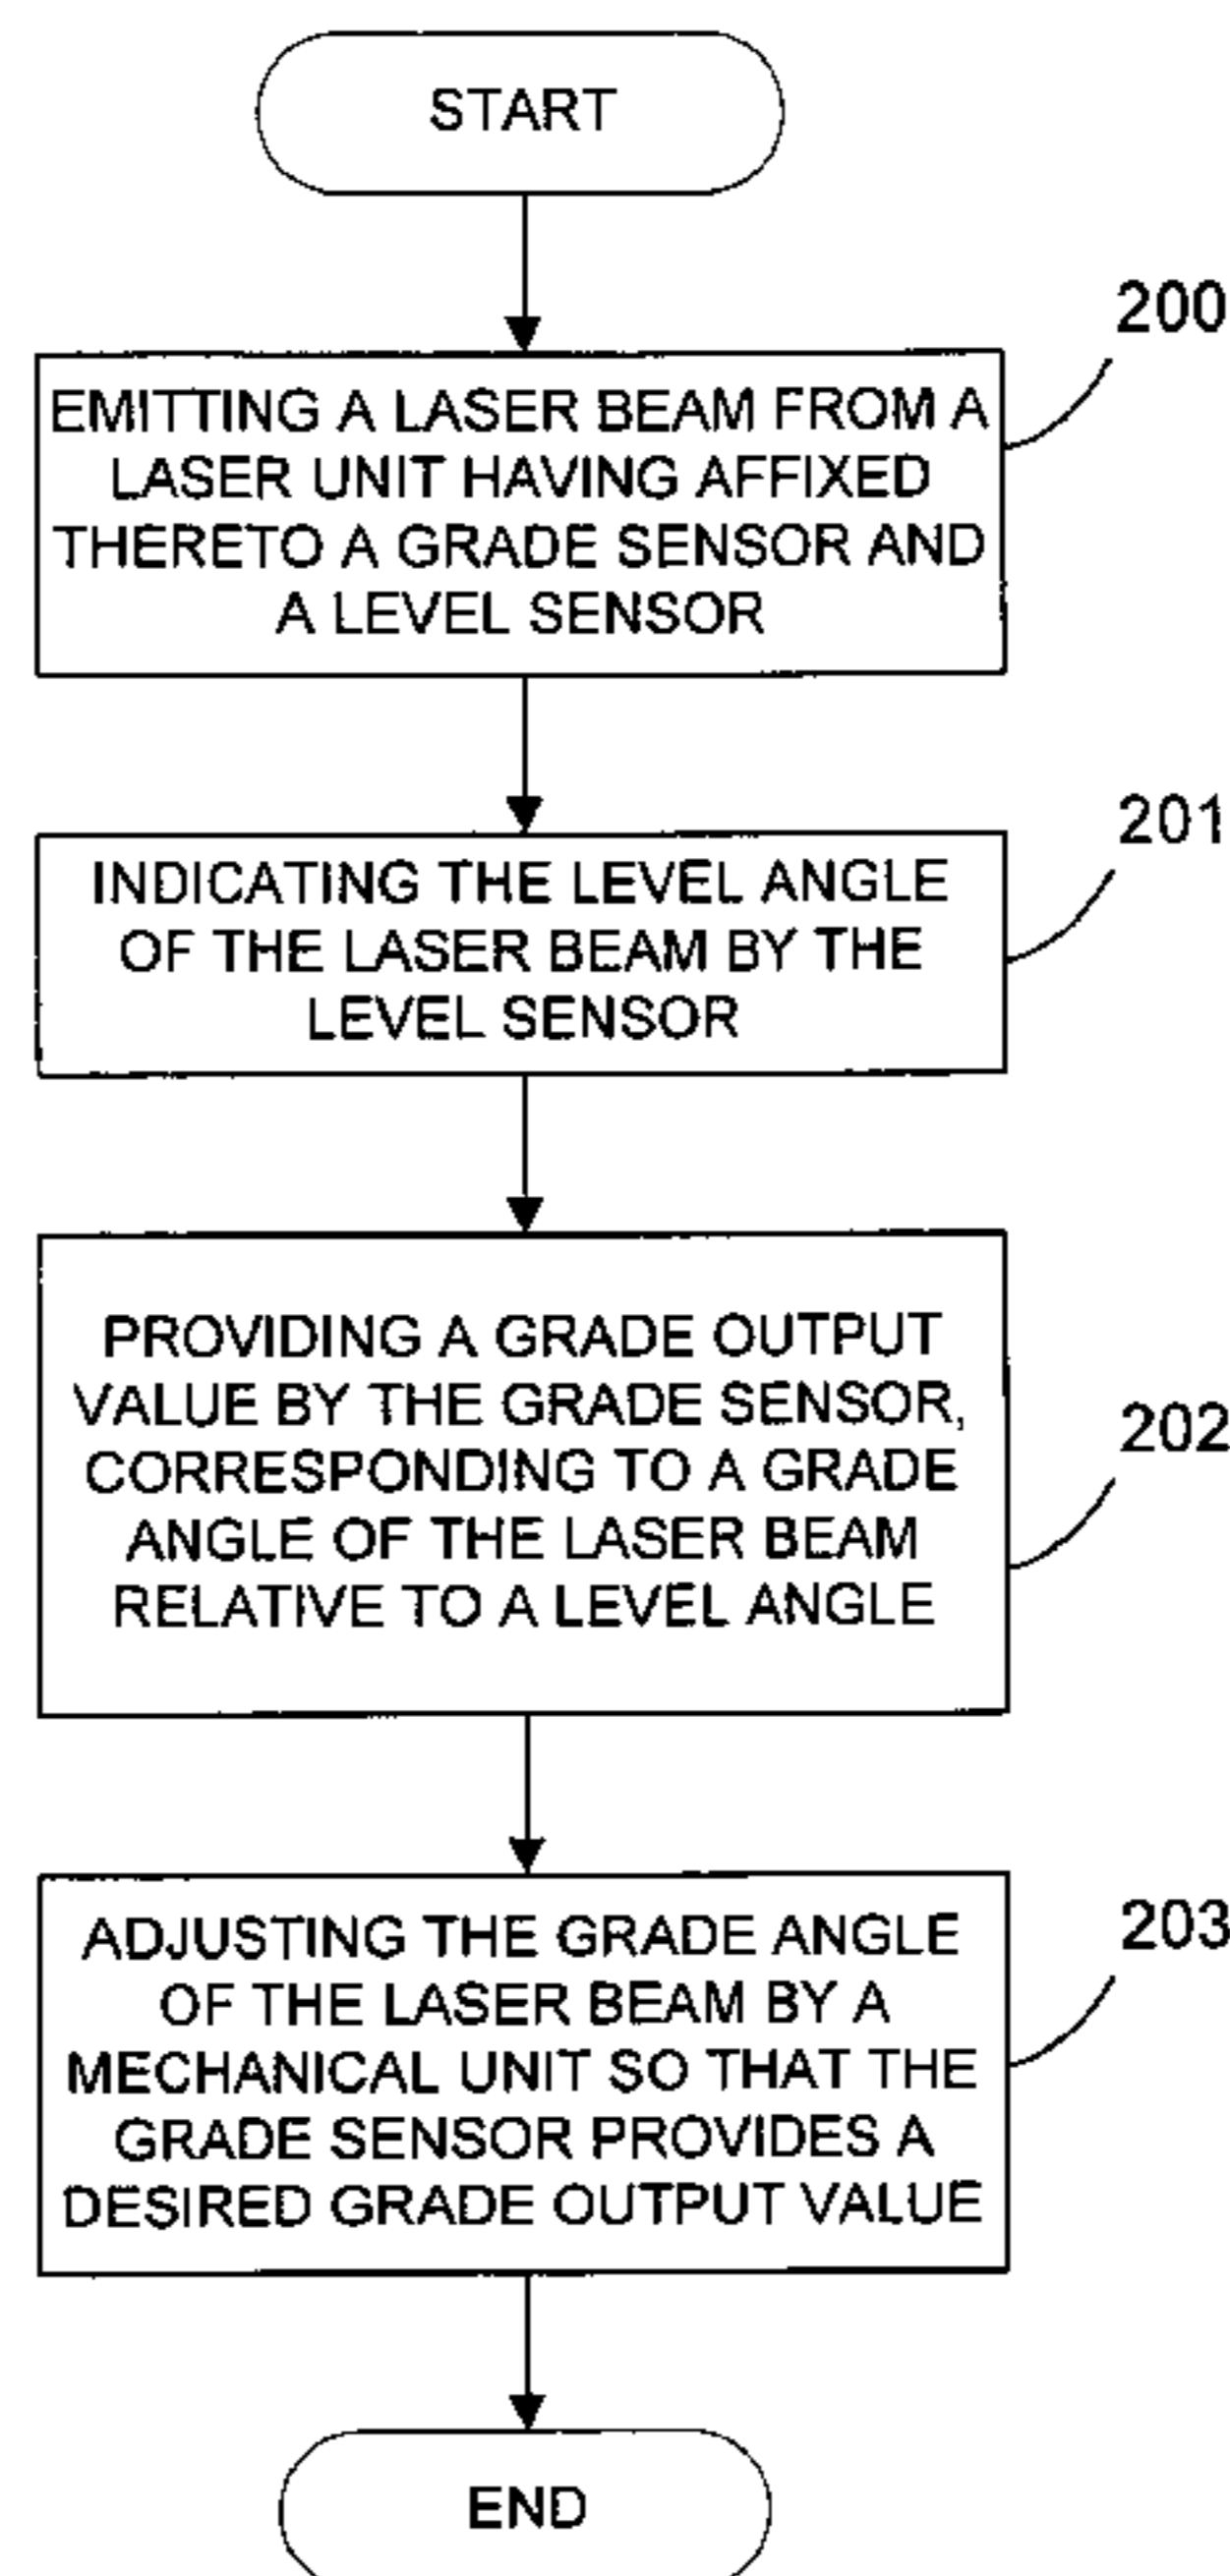 START
200
EMITTING A LASER BEAM FROM A
LASER UNIT HAVING AFFIXED
THERETO A GRADE SENSOR AND
A LEVEL SENSOR
201
INDICATING THE LEVEL ANGLE
OF THE LASER BEAM BY THE
LEVEL SENSOR
PROVIDING A GRADE OUTPUT
VALUE BY THE GRADE SENSOR,
202
CORRESPONDING TO A GRADE
ANGLE OF THE LASER BEAM
RELATIVE TO A LEVEL ANGLE
203
ADJUSTING THE GRADE ANGLE
OF THE LASER BEAM BY A
MECHANICAL UNIT SO THAT THE
GRADE SENSOR PROVIDES A
DESIRED GRADE OUTPUT VALUE
END